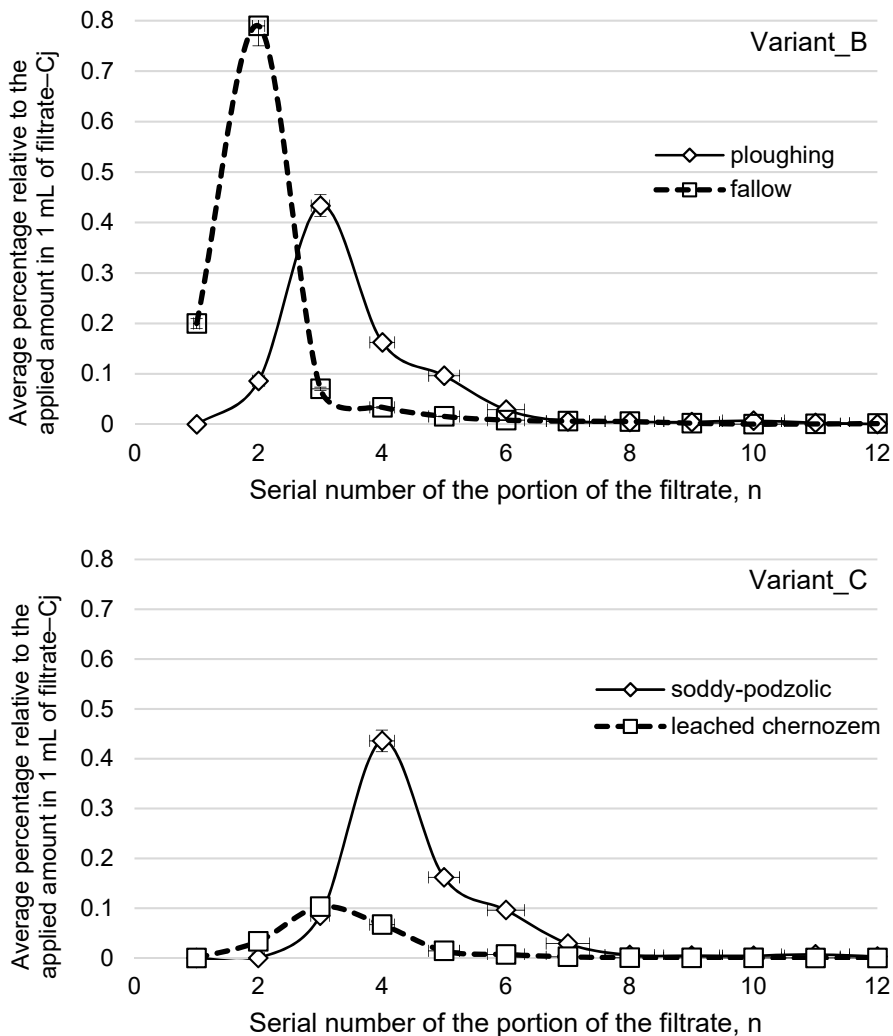 Average percentage relative to the
applied amount in 1 mL of filtrate–Cj
0.8
0.7
0.6
0.5
0.4
0.3
0.2
0.1
0
Variant_B
ploughing
fallow
0 2 4 6 8 10 12
Serial number of the portion of the filtrate, n
Average percentage relative to the
applied amount in 1 mL of filtrate–Cj
0.8
0.7
0.6
0.5
0.4
0.3
0.2
0.1
0
Variant_C
soddy-podzolic
leached chernozem
0 2 4 6 8 10 12
Serial number of the portion of the filtrate, n